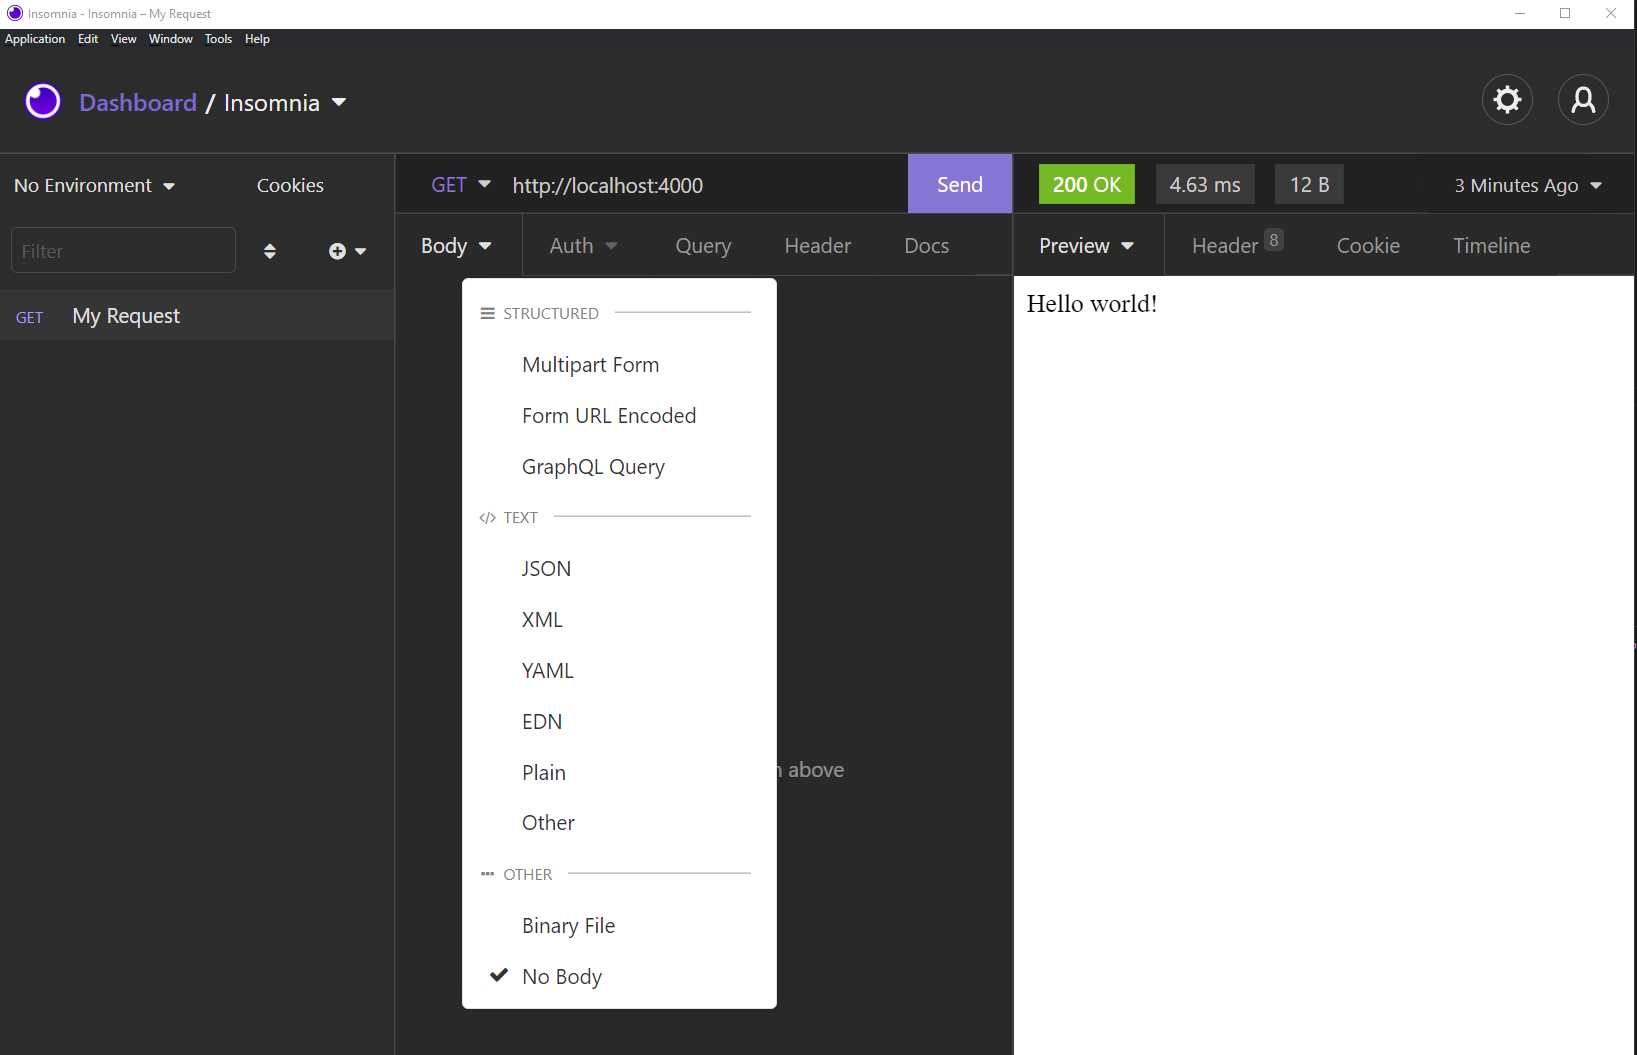 Insomnia - Insomnia – My Request
Application Edit View Window Tools Help
Dashboard / Insomnia
No Environment Cookies
GET http://localhost:4000 Send
200 OK 4.63 ms 12 B 3 Minutes Ago
Filter
Body Auth Query Header Docs
Preview Header 8 Cookie Timeline
GET My Request
Hello world!
STRUCTURED
Multipart Form
Form URL Encoded
GraphQL Query
</> TEXT
JSON
XML
YAML
EDN
Plain
above
Other
OTHER
Binary File
No Body